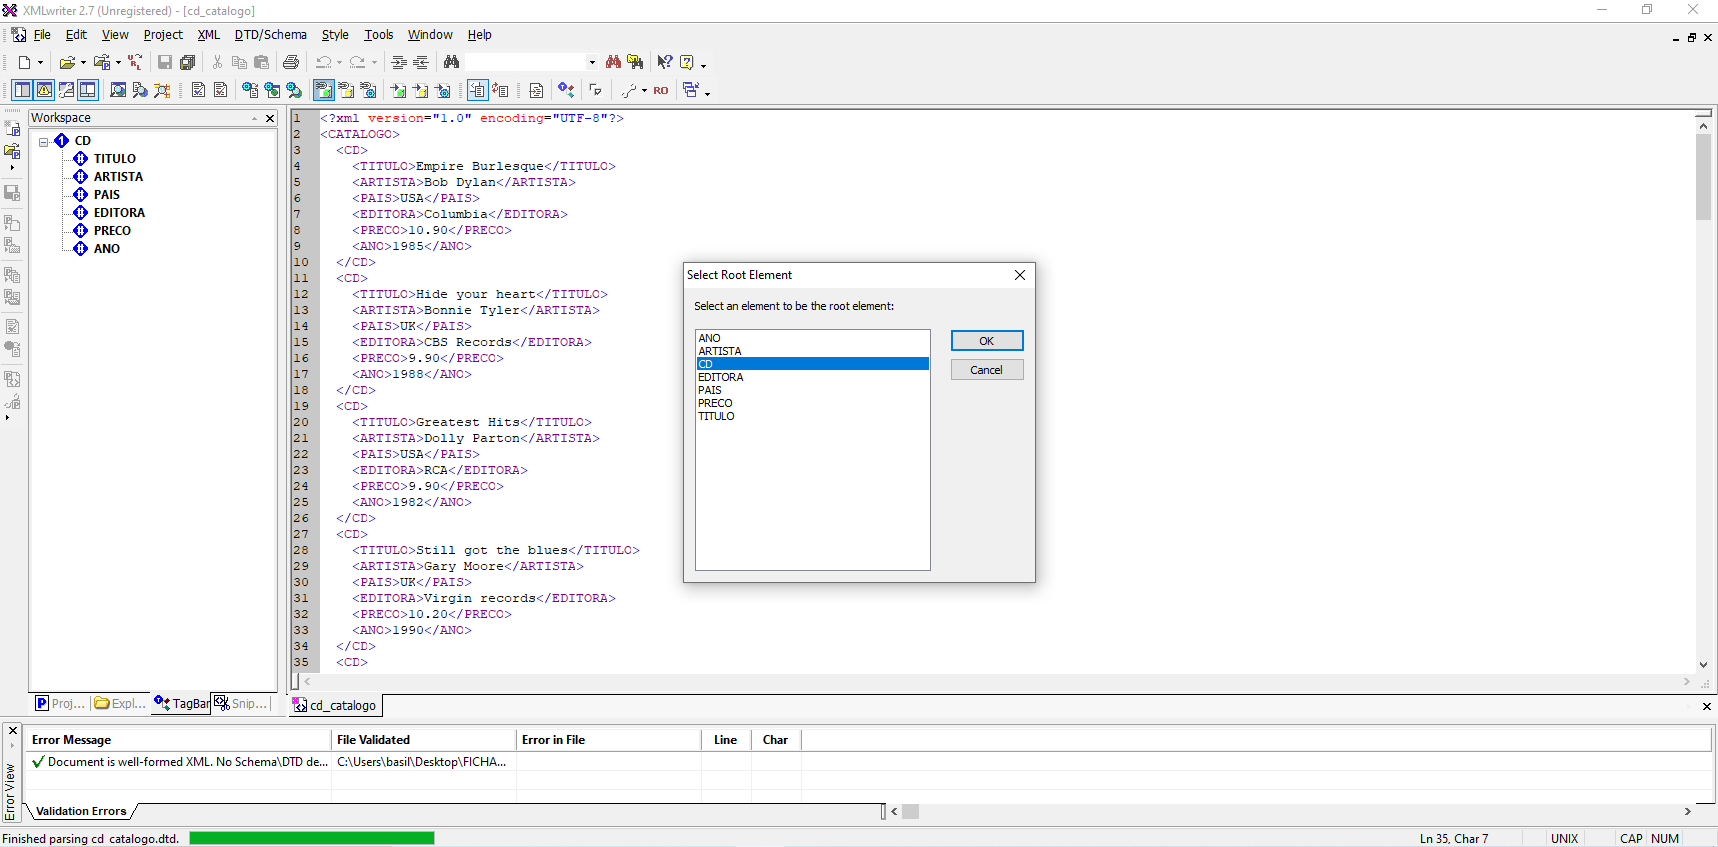 XMLwriter 2.7 (Unregistered) - [cd_catalogo]
File Edit View Project XML DTD/Schema Style Tools Window Help
Workspace
CD
TITULO
ARTISTA
PAIS
EDITORA
PRECO
ANO
Proj... Expl... TagBar Snip...
1 <?xml version="1.0" encoding="UTF-8"?>
2 <CATALOGO>
3 <CD>
4 <TITULO>Empire Burlesque</TITULO>
5 <ARTISTA>Bob Dylan</ARTISTA>
6 <PAIS>USA</PAIS>
7 <EDITORA>Columbia</EDITORA>
8 <PRECO>10.90</PRECO>
9 <ANO>1985</ANO>
10 </CD>
11 <CD>
12 <TITULO>Hide your heart</TITULO>
13 <ARTISTA>Bonnie Tyler</ARTISTA>
14 <PAIS>UK</PAIS>
15 <EDITORA>CBS Records</EDITORA>
16 <PRECO>9.90</PRECO>
17 <ANO>1988</ANO>
18 </CD>
19 <CD>
20 <TITULO>Greatest Hits</TITULO>
21 <ARTISTA>Dolly Parton</ARTISTA>
22 <PAIS>USA</PAIS>
23 <EDITORA>RCA</EDITORA>
24 <PRECO>9.90</PRECO>
25 <ANO>1982</ANO>
26 </CD>
27 <CD>
28 <TITULO>Still got the blues</TITULO>
29 <ARTISTA>Gary Moore</ARTISTA>
30 <PAIS>UK</PAIS>
31 <EDITORA>Virgin records</EDITORA>
32 <PRECO>10.20</PRECO>
33 <ANO>1990</ANO>
34 </CD>
35 <CD>
Select Root Element
Select an element to be the root element:
ANO
ARTISTA
CD
EDITORA
PAIS
PRECO
TITULO
OK
Cancel
cd_catalogo
Error View
Error Message File Validated Error in File Line Char
Document is well-formed XML. No Schema\DTD de... C:\Users\basil\Desktop\FICHA...
Validation Errors
Finished parsing cd_catalogo.dtd. Ln 35, Char 7 UNIX CAP NUM